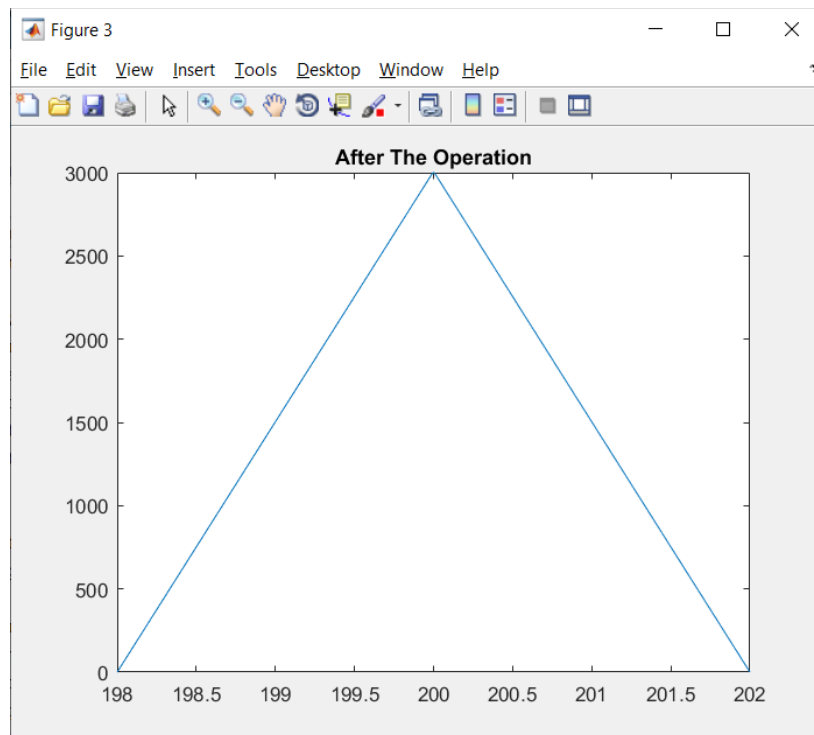 Figure 3
File Edit View Insert Tools Desktop Window Help
After The Operation
3000
2500
2000
1500
1000
500
0
198 198.5 199 199.5 200 200.5 201 201.5 202